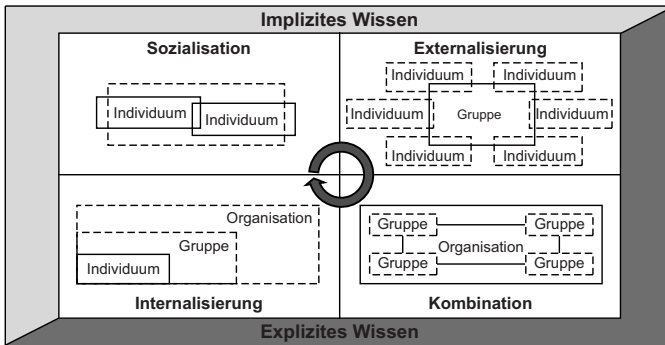 Implizites Wissen
Sozialisation
Individuum
Individuum
Externalisierung
Individuum Individuum
Individuum Gruppe Individuum
Individuum Individuum
Organisation
Gruppe
Individuum
Internalisierung
Gruppe Gruppe
Organisation
Gruppe Gruppe
Kombination
Explizites Wissen